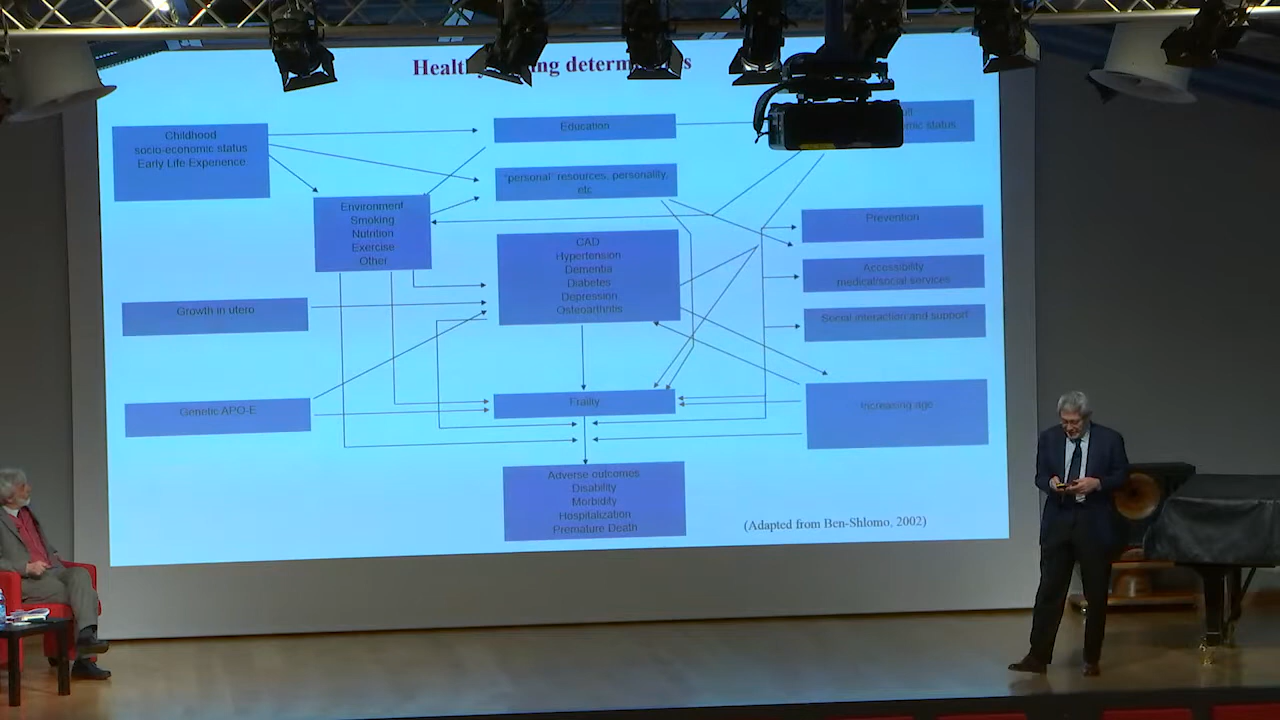 Childhood
socio-economic status
Early Life Experience
Education
"personal" resources, personality,
etc
status
Environment
Smoking
Nutrition
Exercise
Other
CAD
Hypertension
Dementia
Diabetes
Depression
Osteoarthritis
Prevention
Accessibility
medical/social services
Social interaction and support
Growth in utero
Genetic APO-E
Frailty
Increasing age
Adverse outcomes
Disability
Morbidity
Hospitalization
Premature Death
(Adapted from Ben-Shlomo, 2002)